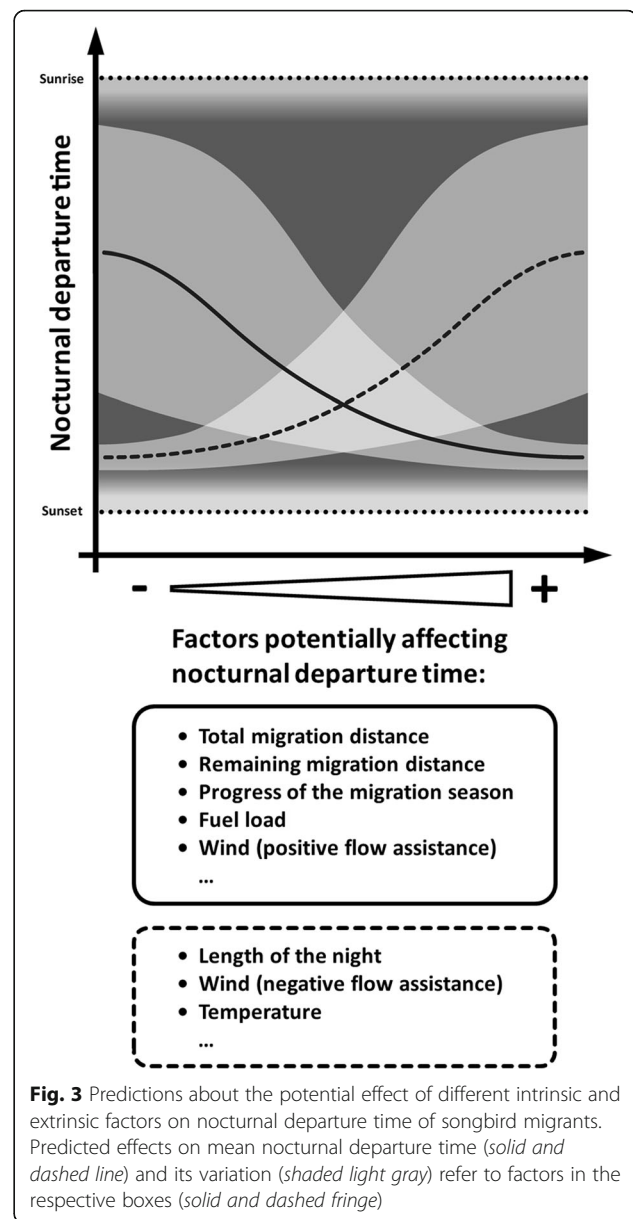 Sunrise
Nocturnal departure time
Sunset
- +
Factors potentially affecting
nocturnal departure time:
• Total migration distance
• Remaining migration distance
• Progress of the migration season
• Fuel load
• Wind (positive flow assistance)
...
• Length of the night
• Wind (negative flow assistance)
• Temperature
...
Fig. 3 Predictions about the potential effect of different intrinsic and
extrinsic factors on nocturnal departure time of songbird migrants.
Predicted effects on mean nocturnal departure time (solid and
dashed line) and its variation (shaded light gray) refer to factors in the
respective boxes (solid and dashed fringe)